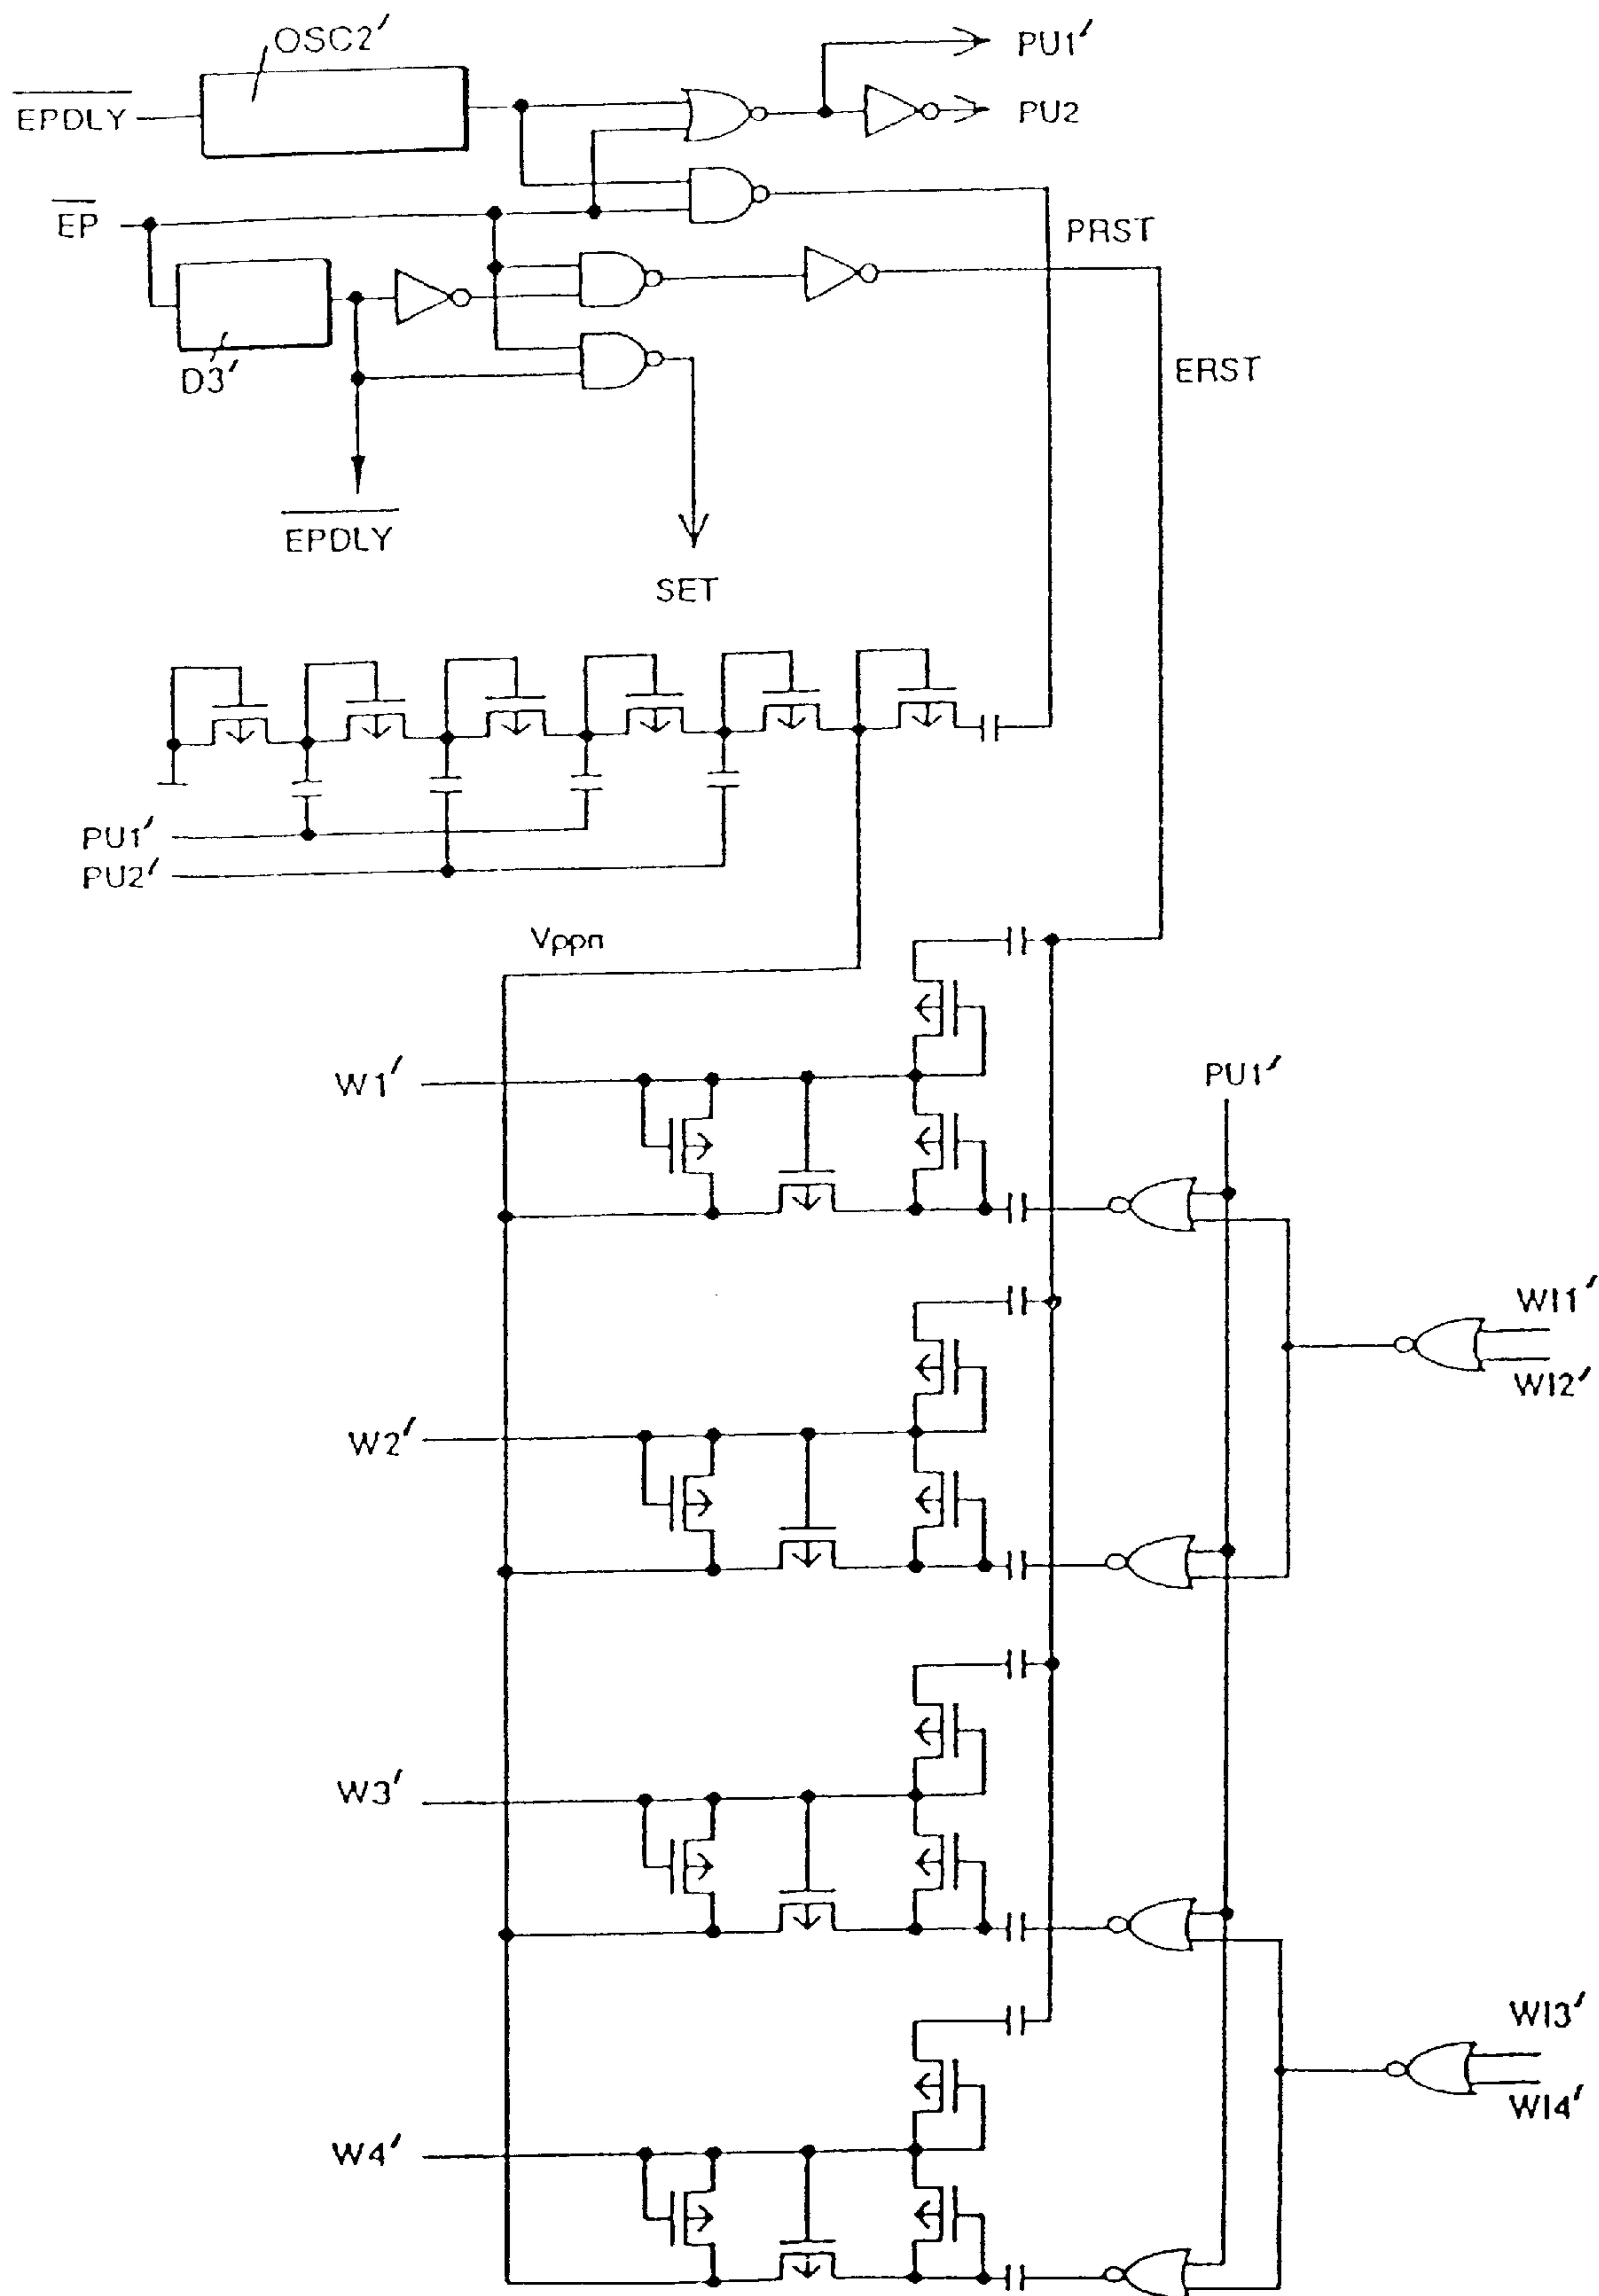 OSC2′
PU1′
EPDLY
PU2
EP
PRST
D3′
ERST
EPDLY
SET
PU1′
PU2′
Vppn
W1′
PU1′
WI1′
WI2′
W2′
W3′
WI3′
WI4′
W4′